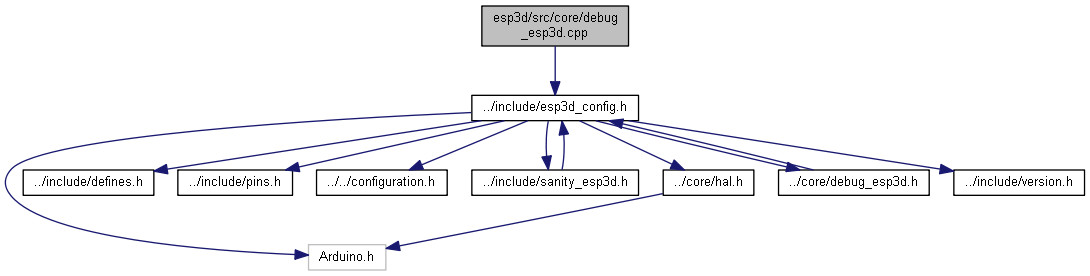 esp3d/src/core/debug
_esp3d.cpp
../include/esp3d_config.h
../include/defines.h
../include/pins.h
../../configuration.h
../include/sanity_esp3d.h
../core/hal.h
../core/debug_esp3d.h
../include/version.h
Arduino.h